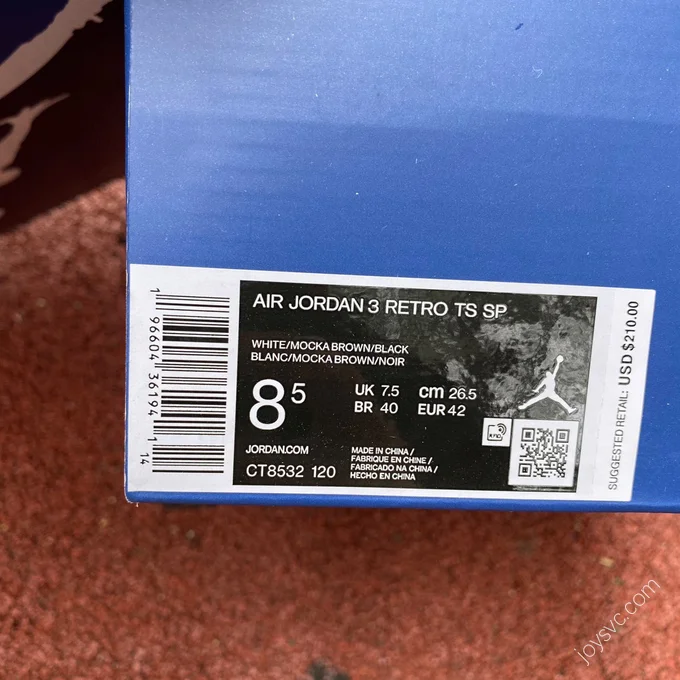 AIR JORDAN 3 RETRO TS SP
WHITE/MOCKA BROWN/BLACK
BLANC/MOCKA BROWN/NOIR
8 5
UK 7.5 cm 26.5
BR 40 EUR 42
JORDAN.COM
CT8532 120
MADE IN CHINA /
FABRIQUE EN CHINE /
FABRICADO NA CHINA /
HECHO EN CHINA
1 96604 36194 1 14
SUGGESTED RETAIL: USD $210.00
joysvc.com